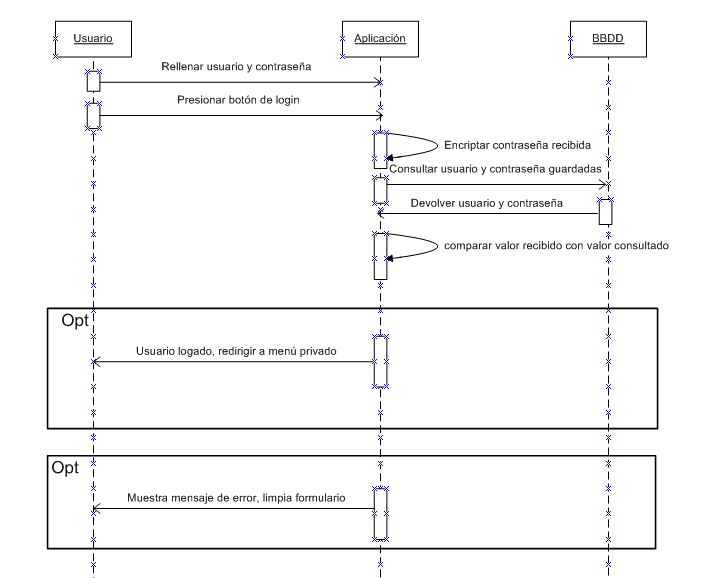 Usuario
Aplicación
BBDD
Rellenar usuario y contraseña
Presionar botón de login
Encriptar contraseña recibida
Consultar usuario y contraseña guardadas
Devolver usuario y contraseña
comparar valor recibido con valor consultado
Opt
Usuario logado, redirigir a menú privado
Opt
Muestra mensaje de error, limpia formulario